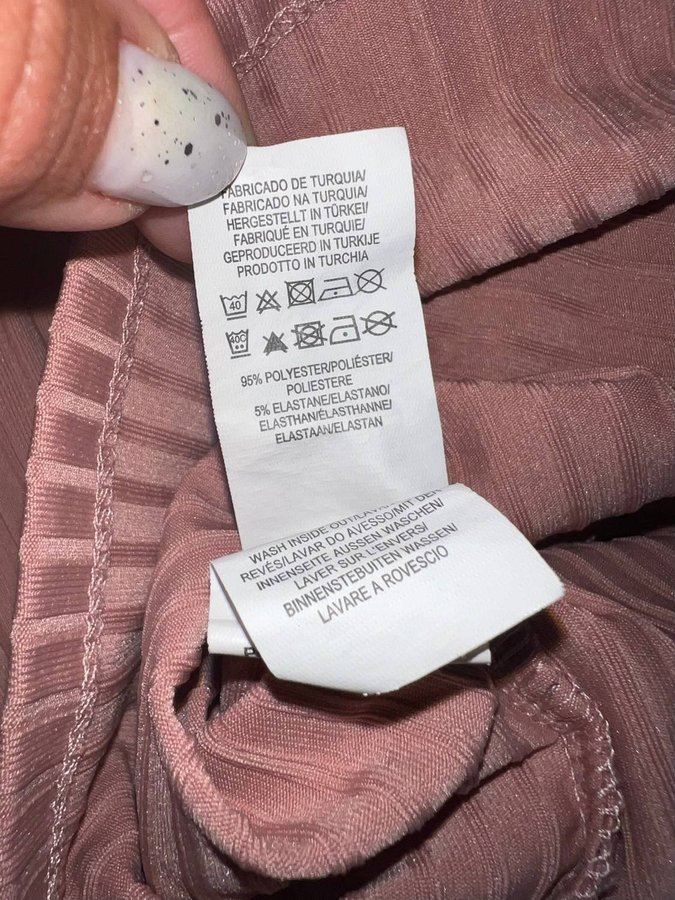 FABRICADO DE TURQUIA/
FABRICADO NA TURQUIA/
HERGESTELLT IN TÜRKEI/
FABRIQUÉ EN TURQUIE/
GEPRODUCEERD IN TURKIJE
PRODOTTO IN TURCHIA
40
40C
95% POLYESTER/POLIÉSTER/
POLIESTERE
5% ELASTANE/ELASTANO/
ELASTHAN/ÉLASTHANNE/
ELASTAAN/ELASTAN
WASH INSIDE OUT/LAVAR
REVÉS/LAVAR DO AVESSO/MIT DER
INNENSEITE AUSSEN WASCHEN/
LAVER SUR L'ENVERS/
BINNENSTEBUITEN WASSEN/
LAVARE A ROVESCIO